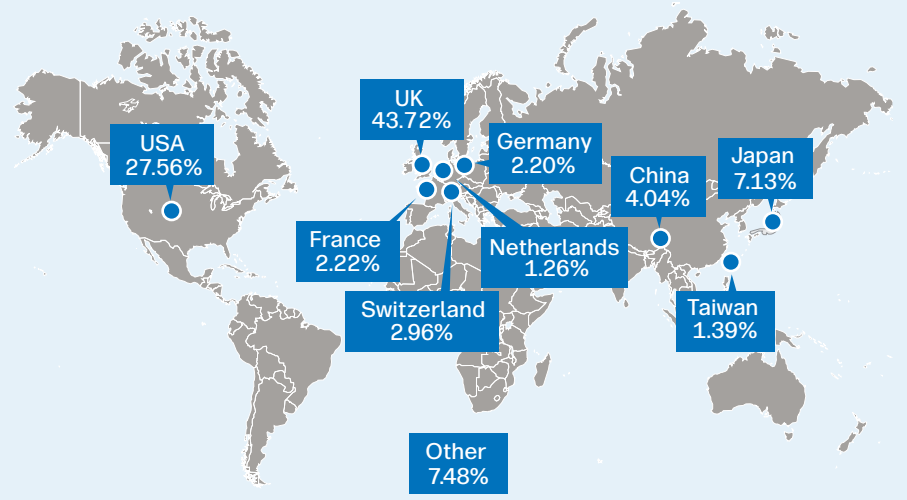 UK
43.72%
USA
27.56%
Germany
2.20%
Japan
7.13%
China
4.04%
France
2.22%
Netherlands
1.26%
Switzerland
2.96%
Taiwan
1.39%
Other
7.48%